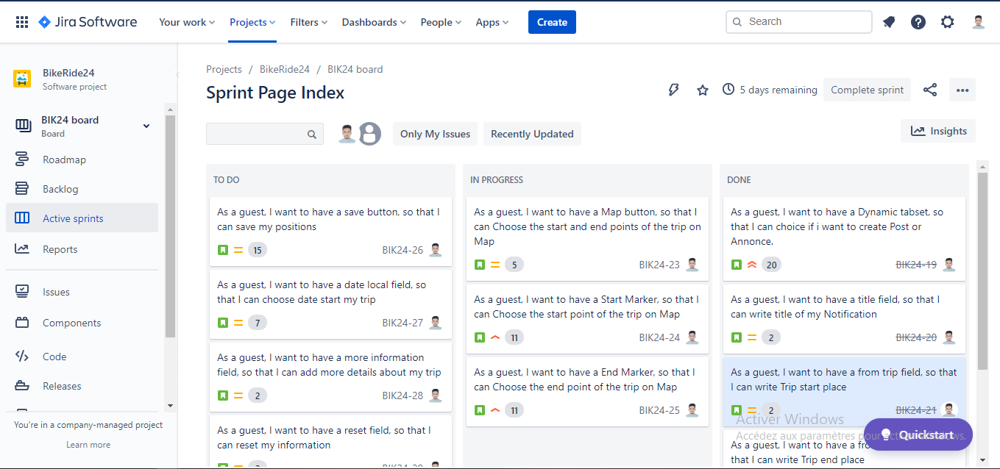 Jira Software
Your work
Projects
Filters
Dashboards
People
Apps
Create
Search
BikeRide24
Software project
BIK24 board
Board
Roadmap
Backlog
Active sprints
Reports
Issues
Components
Code
Releases
You're in a company-managed project
Learn more
Projects / BikeRide24 / BIK24 board
Sprint Page Index
5 days remaining
Complete sprint
Only My Issues
Recently Updated
Insights
TO DO
As a guest, I want to have a save button, so that I
can save my positions
15
BIK24-26
As a guest, I want to have a date local field, so
that I can choose date start my trip
7
BIK24-27
As a guest, I want to have a more information
field, so that I can add more details about my trip
2
BIK24-28
As a guest, I want to have a reset field, so that I
can reset my information
IN PROGRESS
As a guest, I want to have a Map button, so that I
can Choose the start and end points of the trip on
Map
5
BIK24-23
As a guest, I want to have a Start Marker, so that I
can Choose the start point of the trip on Map
11
BIK24-24
As a guest, I want to have a End Marker, so that I
can Choose the end point of the trip on Map
11
BIK24-25
DONE
As a guest, I want to have a Dynamic tabset, so
that I can choice if i want to create Post or
Annonce.
20
BIK24-19
As a guest, I want to have a title field, so that I
can write title of my Notification
2
BIK24-20
As a guest, I want to have a from trip field, so that
I can write Trip start place
2
BIK24-21
As a guest, I want to have a
that I can write Trip end place
Activer Windows
Accédez aux paramètres pour
Quickstart